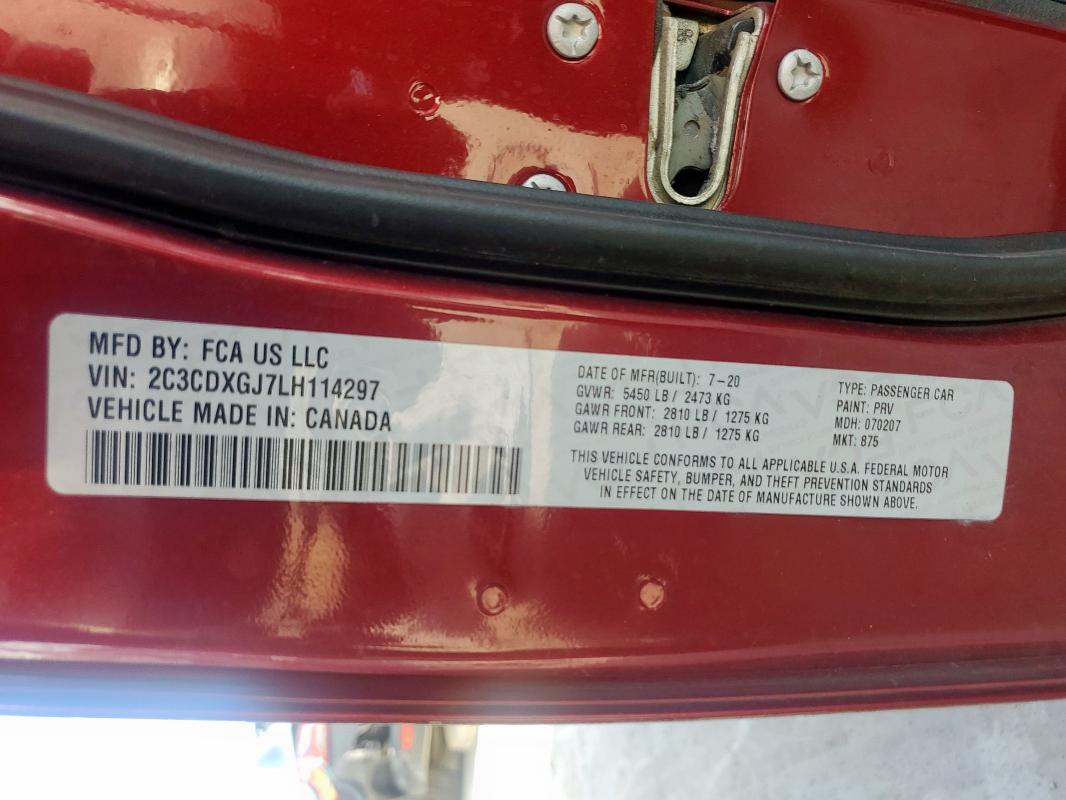 MFD BY: FCA US LLC
VIN: 2C3CDXGJ7LH114297
VEHICLE MADE IN: CANADA
DATE OF MFR(BUILT): 7-20
GVWR: 5450 LB / 2473 KG
GAWR FRONT: 2810 LB / 1275 KG
GAWR REAR: 2810 LB / 1275 KG
TYPE: PASSENGER CAR
PAINT: PRV
MDH: 070207
MKT: 875
THIS VEHICLE CONFORMS TO ALL APPLICABLE U.S.A. FEDERAL MOTOR
VEHICLE SAFETY, BUMPER, AND THEFT PREVENTION STANDARDS
IN EFFECT ON THE DATE OF MANUFACTURE SHOWN ABOVE.